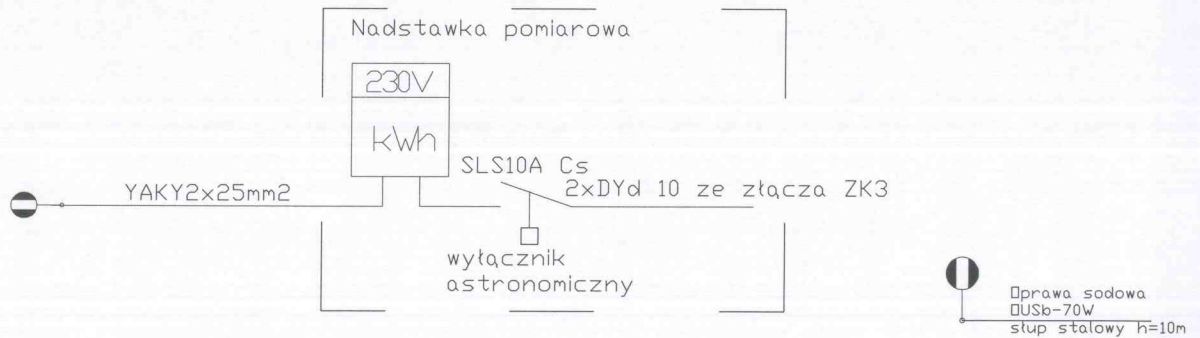 Nadstawka pomiarowa
230V
kWh
SLS10A Cs
YAKY2x25mm2
2xDYd 10 ze złącza ZK3
wyłącznik
astronomiczny
Oprawa sodowa
OUSb-70W
słup stalowy h=10m